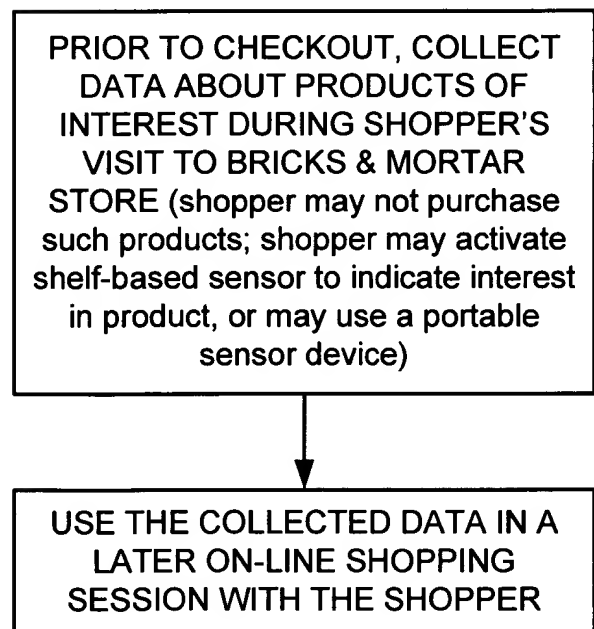 PRIOR TO CHECKOUT, COLLECT
DATA ABOUT PRODUCTS OF
INTEREST DURING SHOPPER'S
VISIT TO BRICKS & MORTAR
STORE (shopper may not purchase
such products; shopper may activate
shelf-based sensor to indicate interest
in product, or may use a portable
sensor device)
USE THE COLLECTED DATA IN A
LATER ON-LINE SHOPPING
SESSION WITH THE SHOPPER